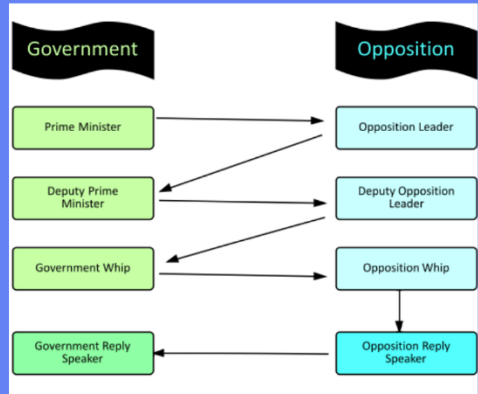 Government
Opposition
Prime Minister
Opposition Leader
Deputy Prime
Minister
Deputy Opposition
Leader
Government Whip
Opposition Whip
Government Reply
Speaker
Opposition Reply
Speaker